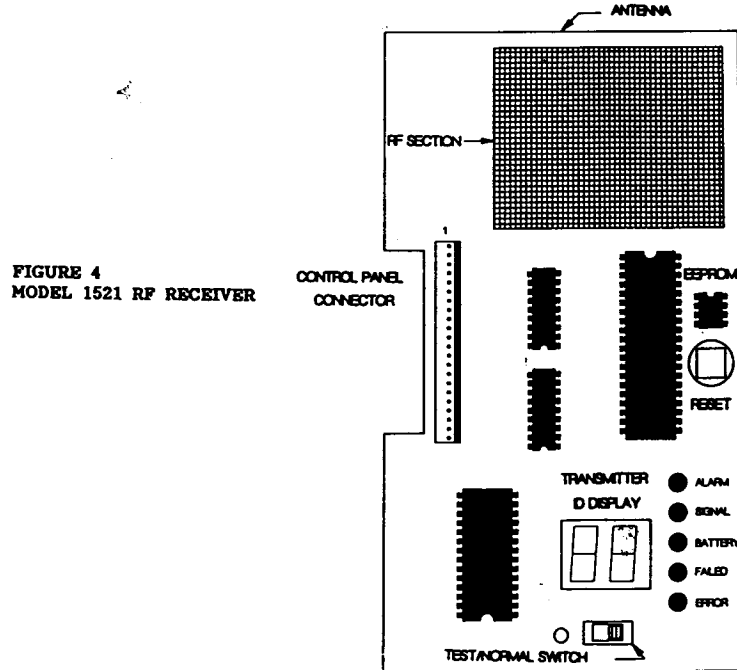 ANTENNA
RF SECTION
1
FIGURE 4
MODEL 1521 RF RECEIVER
CONTROL PANEL
CONNECTOR
EEPROM
RESET
TRANSMITTER
ID DISPLAY
ALARM
SIGNAL
BATTERY
FAILED
ERROR
TEST/NORMAL SWITCH